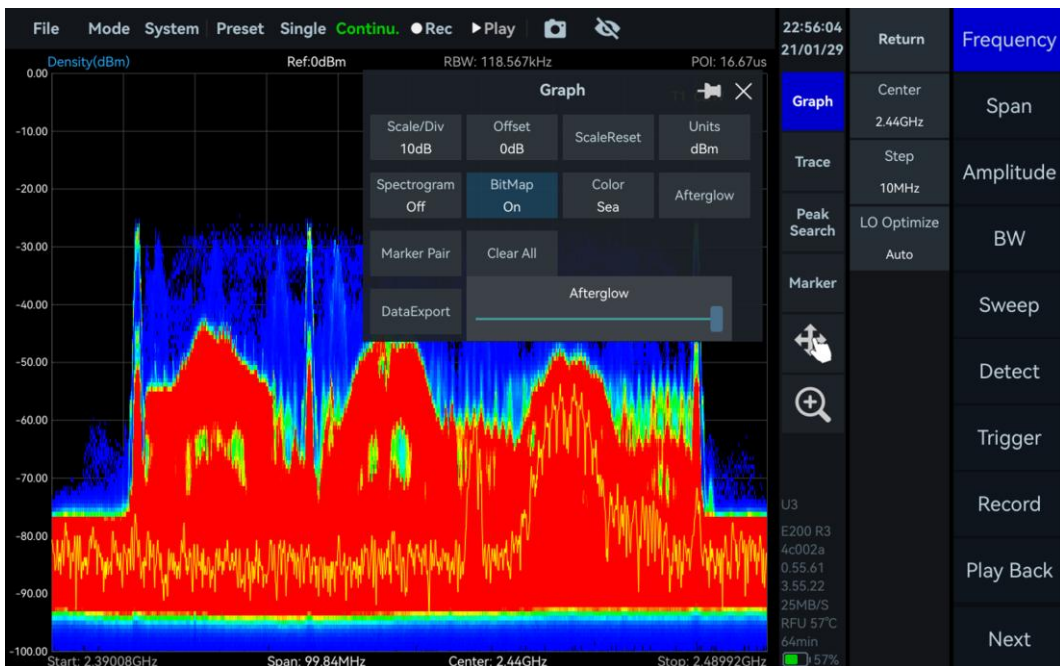 File Mode System Preset Single Continu. Rec Play
22:56:04
21/01/29
Density(dBm) Ref:0dBm RBW: 118.567kHz POI: 16.67us
0.00
-10.00
-20.00
-30.00
-40.00
-50.00
-60.00
-70.00
-80.00
-90.00
-100.00
Start: 2.39008GHz Span: 99.84MHz Center: 2.44GHz Stop: 2.48992GHz
Graph
Scale/Div
10dB
Offset
0dB
ScaleReset
Units
dBm
Spectrogram
Off
BitMap
On
Color
Sea
Afterglow
Marker Pair
Clear All
DataExport
Afterglow
Graph
Trace
Peak
Search
Marker
U3
E200 R3
4c002a
0.55.61
3.55.22
25MB/S
RFU 57℃
64min
57%
Return
Center
2.44GHz
Step
10MHz
LO Optimize
Auto
Frequency
Span
Amplitude
BW
Sweep
Detect
Trigger
Record
Play Back
Next